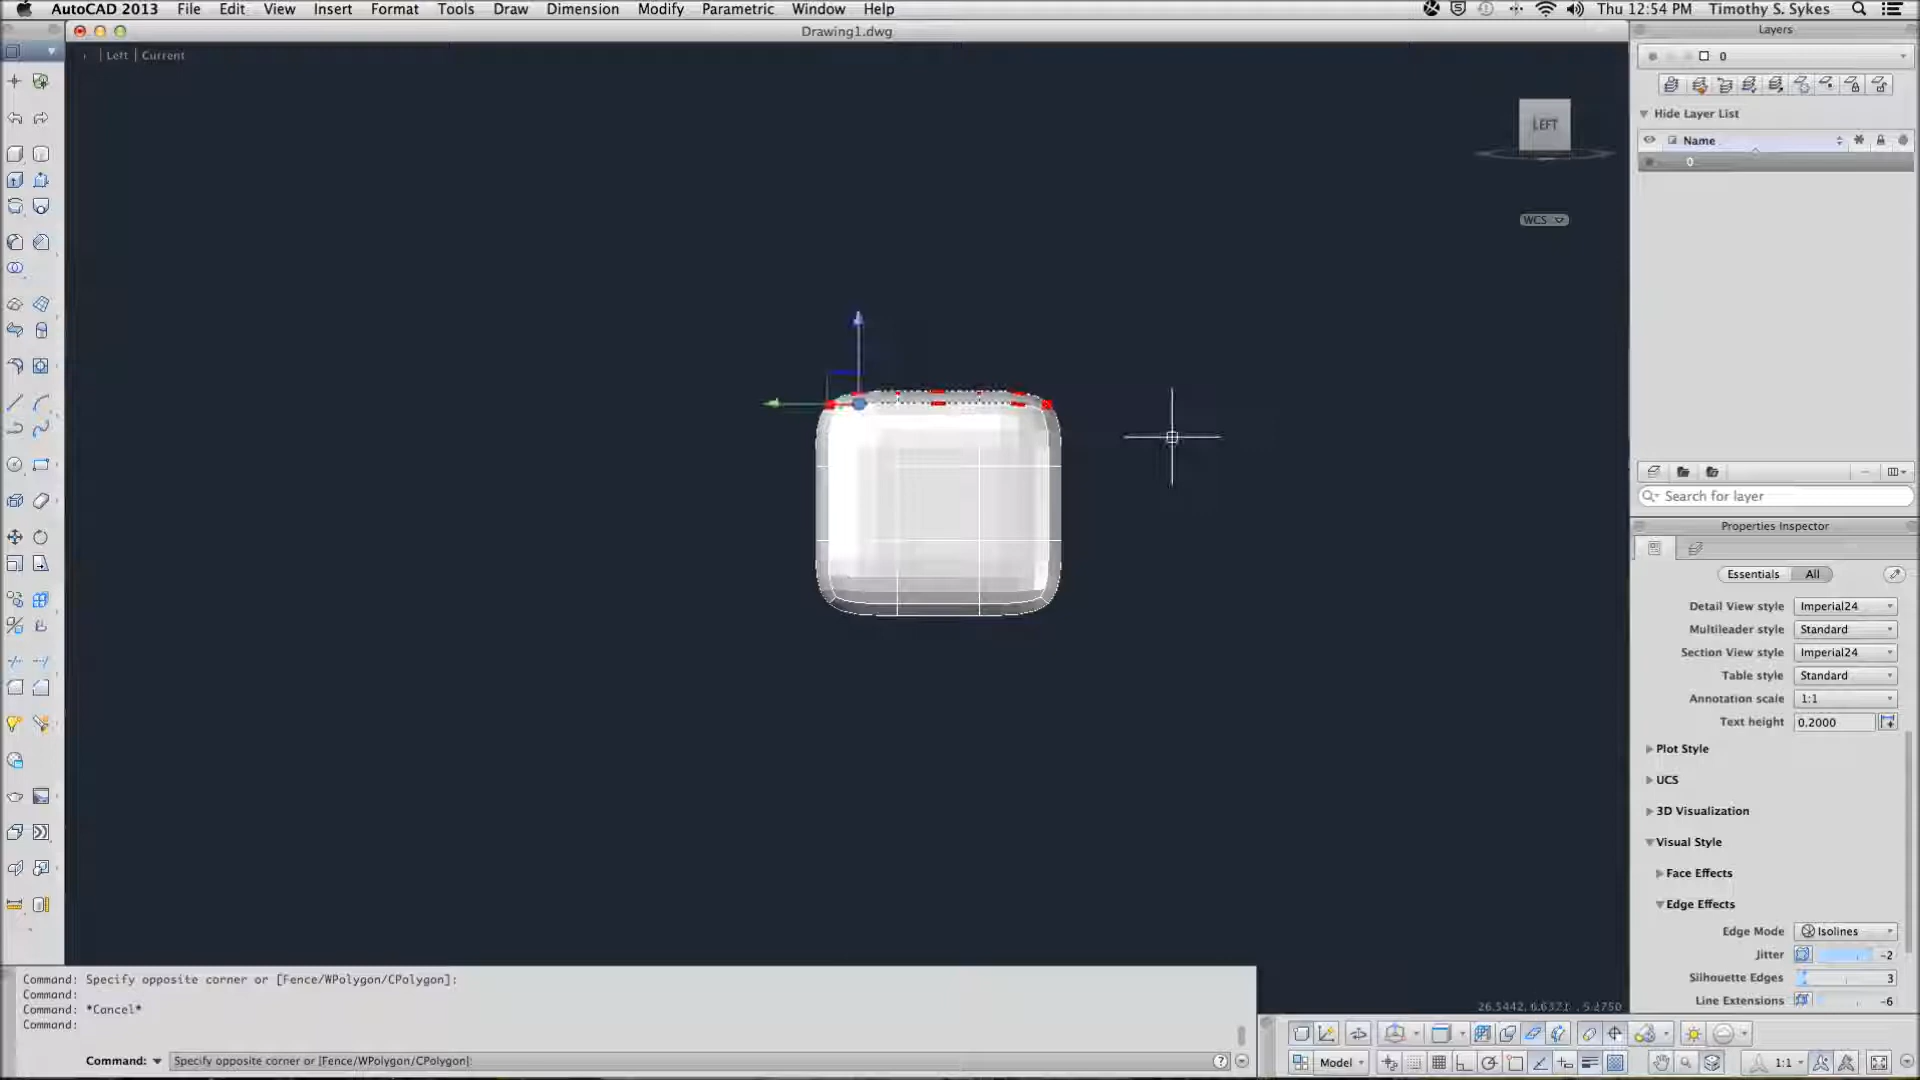 AutoCAD 2013 File Edit View Insert Format Tools Draw Dimension Modify Parametric Window Help Thu 12:54 PM Timothy S. Sykes
Drawing1.dwg
Layers
Left | Current
0
Hide Layer List
Name
0
LEFT
WCS
Search for layer
Properties Inspector
Essentials All
Detail View style Imperial24
Multileader style Standard
Section View style Imperial24
Table style Standard
Annotation scale 1:1
Text height 0.2000
Plot Style
UCS
3D Visualization
Visual Style
Face Effects
Edge Effects
Edge Mode Isolines
Jitter -2
Silhouette Edges 3
Line Extensions -6
Command: Specify opposite corner or [Fence/WPolygon/CPolygon]:
Command:
Command: *Cancel*
Command:
Command: Specify opposite corner or [Fence/WPolygon/CPolygon]:
Model
1:1